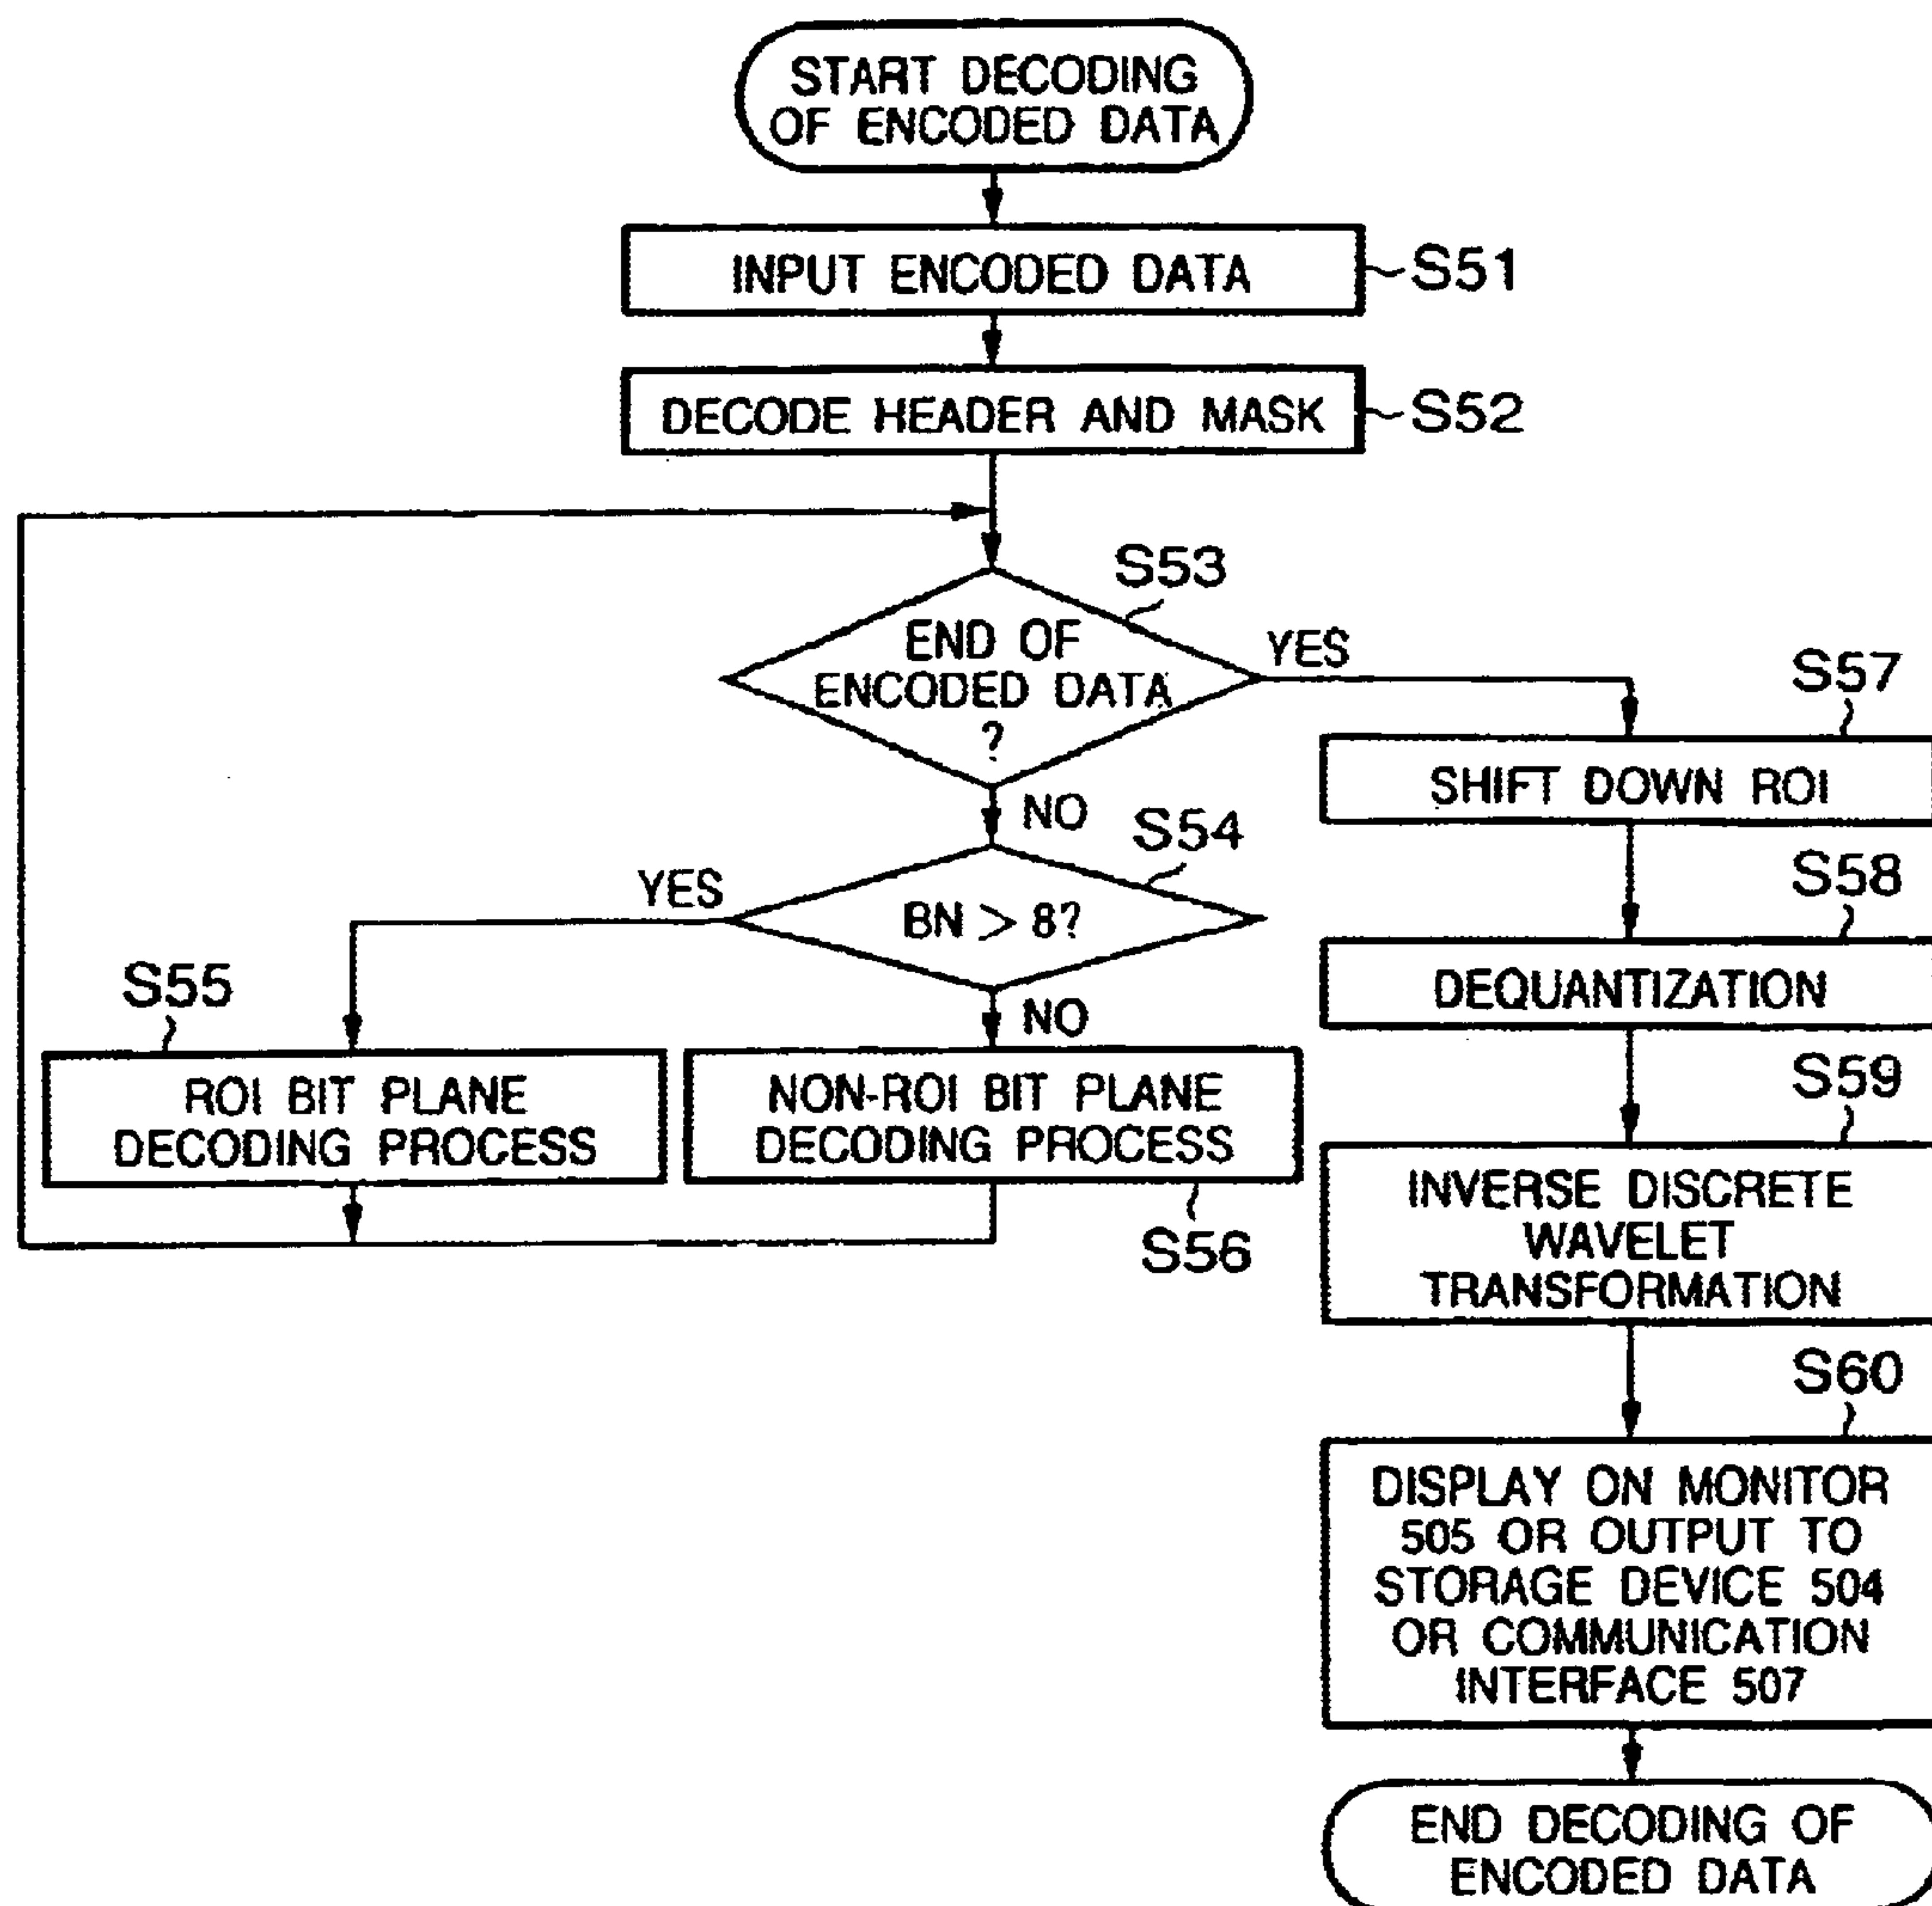 START DECODING
OF ENCODED DATA
INPUT ENCODED DATA
S51
DECODE HEADER AND MASK
S52
S53
END OF
ENCODED DATA
?
YES
NO
S54
BN > 8?
YES
NO
S55
ROI BIT PLANE
DECODING PROCESS
NON-ROI BIT PLANE
DECODING PROCESS
S56
S57
SHIFT DOWN ROI
S58
DEQUANTIZATION
S59
INVERSE DISCRETE
WAVELET
TRANSFORMATION
S60
DISPLAY ON MONITOR
505 OR OUTPUT TO
STORAGE DEVICE 504
OR COMMUNICATION
INTERFACE 507
END DECODING OF
ENCODED DATA